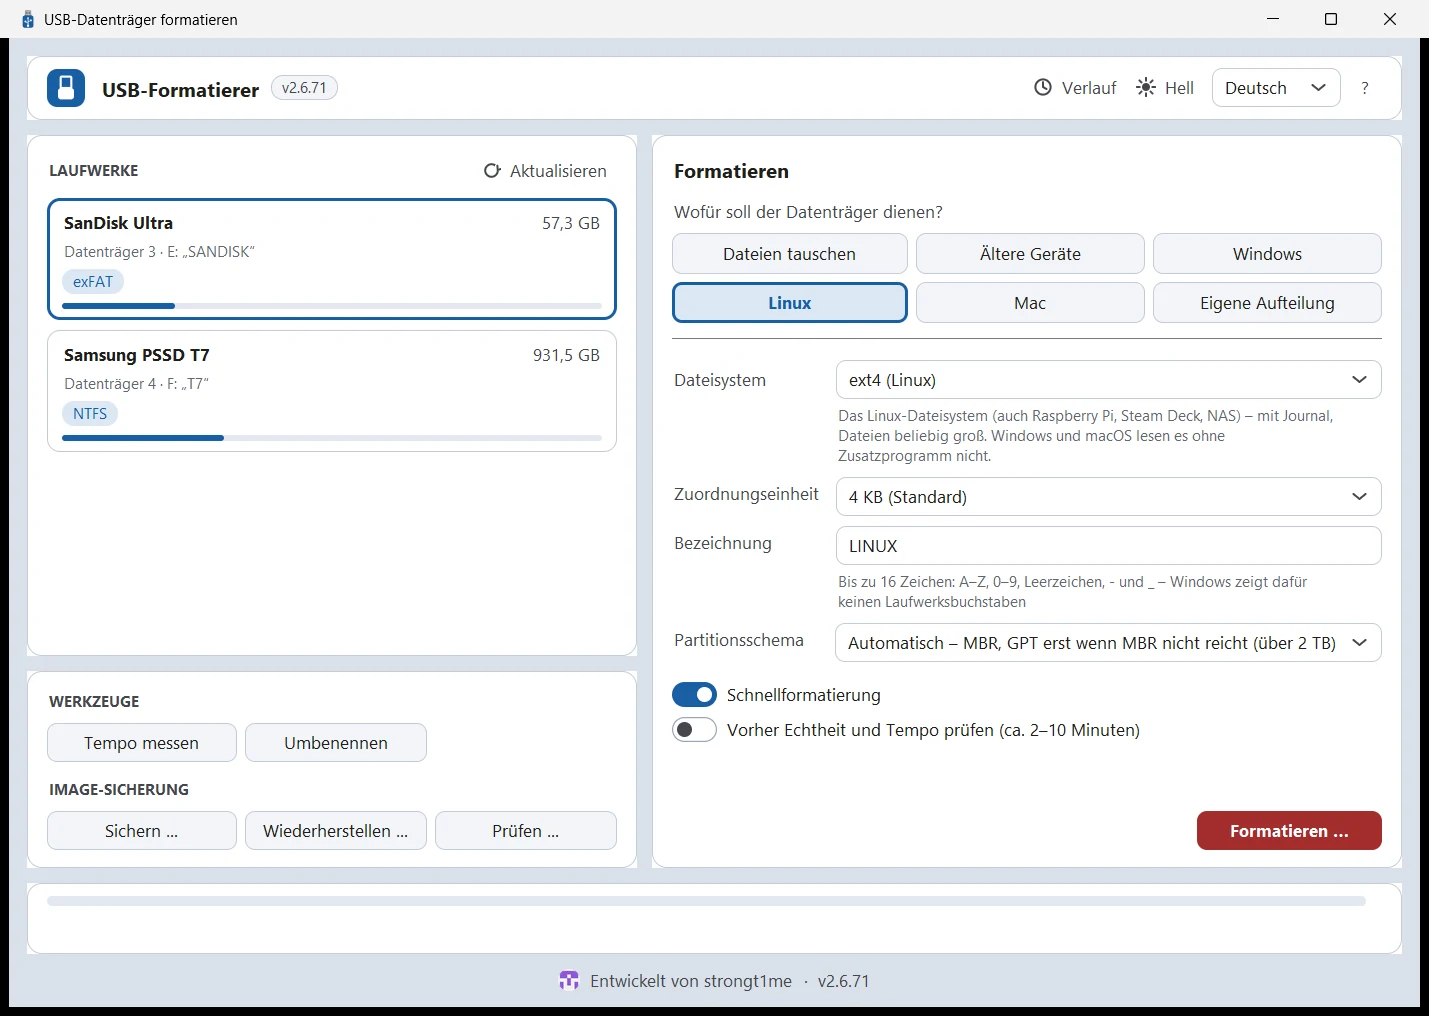 USB-Datenträger formatieren
USB-Formatierer
v2.6.71
Verlauf
Hell
Deutsch
?
LAUFWERKE
Aktualisieren
SanDisk Ultra
57,3 GB
Datenträger 3 · E: „SANDISK“
exFAT
Samsung PSSD T7
931,5 GB
Datenträger 4 · F: „T7“
NTFS
WERKZEUGE
Tempo messen
Umbenennen
IMAGE-SICHERUNG
Sichern ...
Wiederherstellen ...
Prüfen ...
Formatieren
Wofür soll der Datenträger dienen?
Dateien tauschen
Ältere Geräte
Windows
Linux
Mac
Eigene Aufteilung
Dateisystem
ext4 (Linux)
Das Linux-Dateisystem (auch Raspberry Pi, Steam Deck, NAS) – mit Journal,
Dateien beliebig groß. Windows und macOS lesen es ohne
Zusatzprogramm nicht.
Zuordnungseinheit
4 KB (Standard)
Bezeichnung
LINUX
Bis zu 16 Zeichen: A–Z, 0–9, Leerzeichen, - und _ – Windows zeigt dafür
keinen Laufwerksbuchstaben
Partitionsschema
Automatisch – MBR, GPT erst wenn MBR nicht reicht (über 2 TB)
Schnellformatierung
Vorher Echtheit und Tempo prüfen (ca. 2–10 Minuten)
Formatieren ...
Entwickelt von strongt1me · v2.6.71